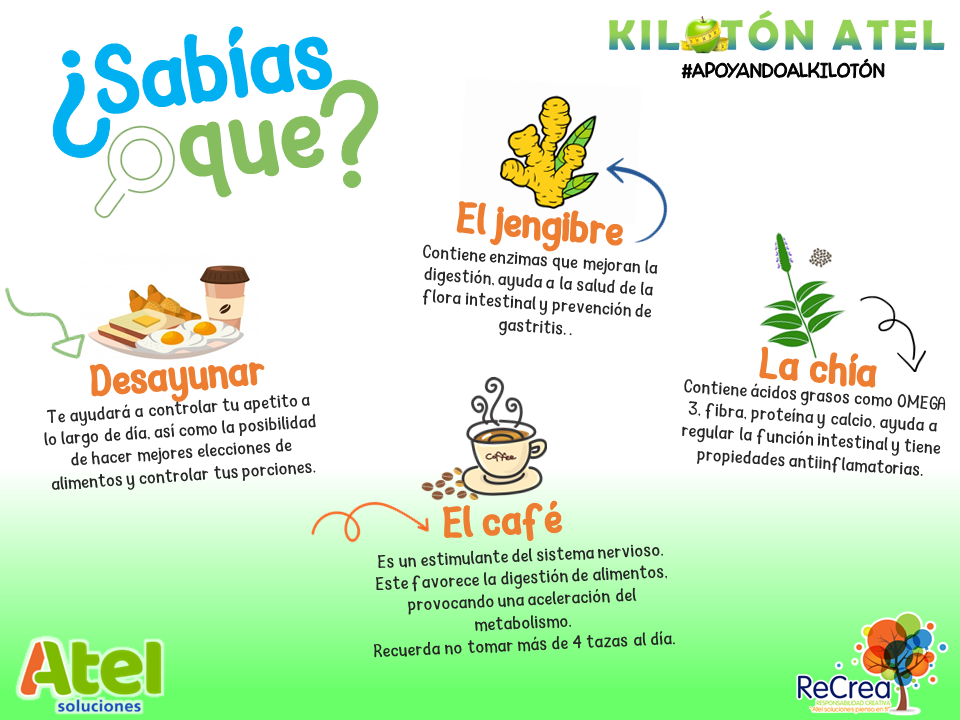 ¿Sabías
que?
KILOTÓN ATEL
#APOYANDOALKILOTÓN
El jengibre
Contiene enzimas que mejoran la
digestión, ayuda a la salud de la
flora intestinal y prevención de
gastritis. .
Desayunar
Te ayudará a controlar tu apetito a
lo largo de día, así como la posibilidad
de hacer mejores elecciones de
alimentos y controlar tus porciones.
La chía
Contiene ácidos grasos como OMEGA
3, fibra, proteína y calcio, ayuda a
regular la función intestinal y tiene
propiedades antiinflamatorias.
Coffee
El café
Es un estimulante del sistema nervioso.
Este favorece la digestión de alimentos,
provocando una aceleración del
metabolismo.
Recuerda no tomar más de 4 tazas al día.
Atel
soluciones
ReCrea
RESPONSABILIDAD CREATIVA
Atel soluciones piensa en ti